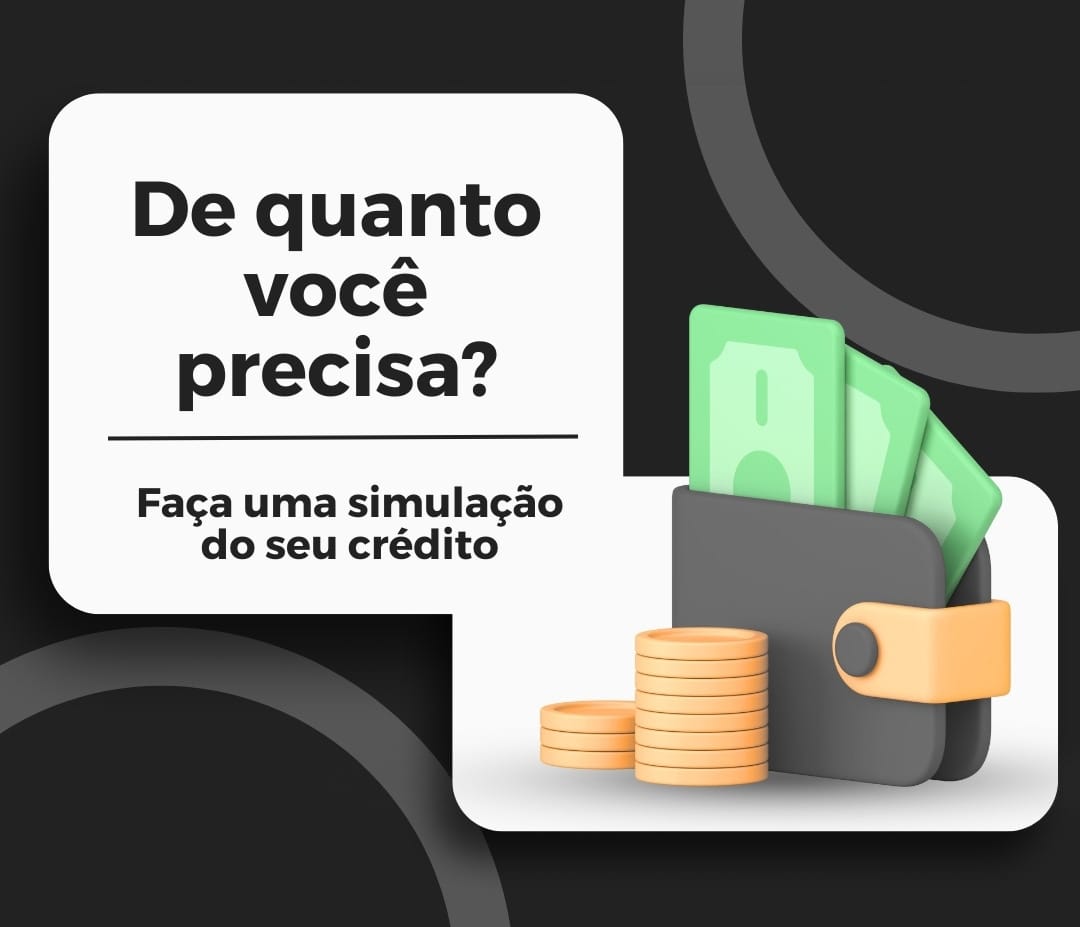 De quanto
você
precisa?
Faça uma simulação
do seu crédito